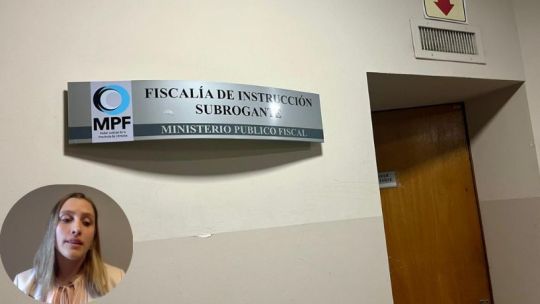 FISCALÍA DE INSTRUCCIÓN
SUBROGANTE
MPF
MINISTERIO PUBLICO FISCAL